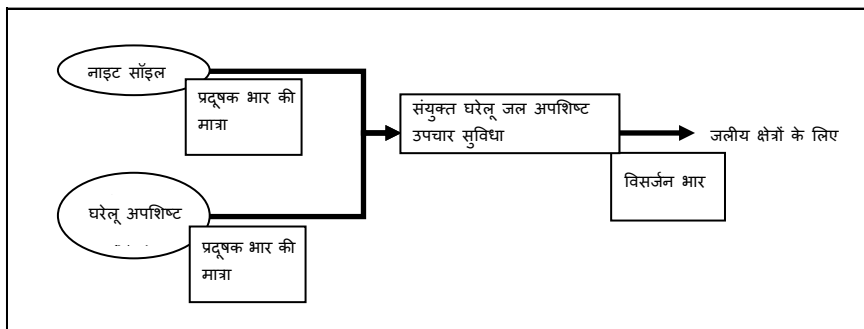 नाइट सॉइल
प्रदूषक भार की
मात्रा
संयुक्त घरेलू जल अपशिष्ट
उपचार सुविधा
जलीय क्षेत्रों के लिए
विसर्जन भार
घरेलू अपशिष्ट
प्रदूषक भार की
मात्रा